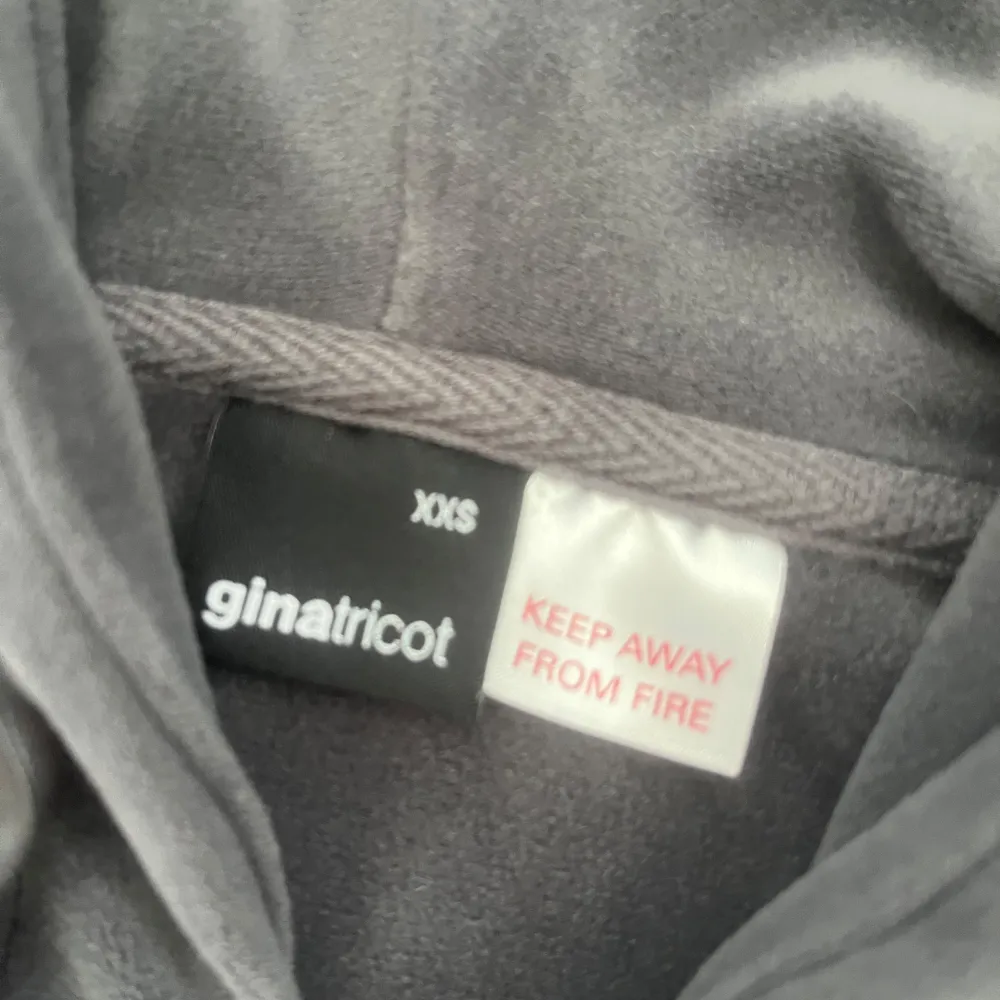 XXS
ginatricot
KEEP AWAY
FROM FIRE